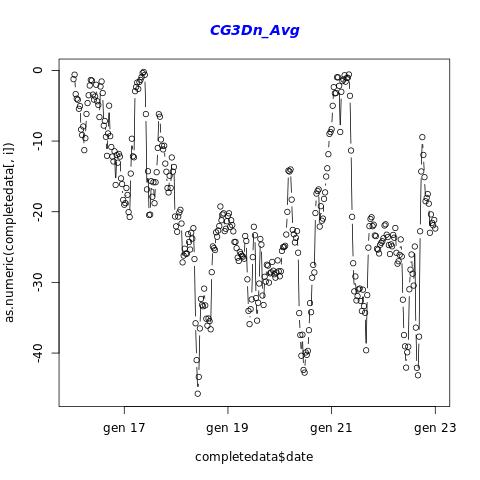 CG3Dn_Avg
as.numeric(completedata[, i])
0
-10
-20
-30
-40
gen 17
gen 19
gen 21
gen 23
completedata$date